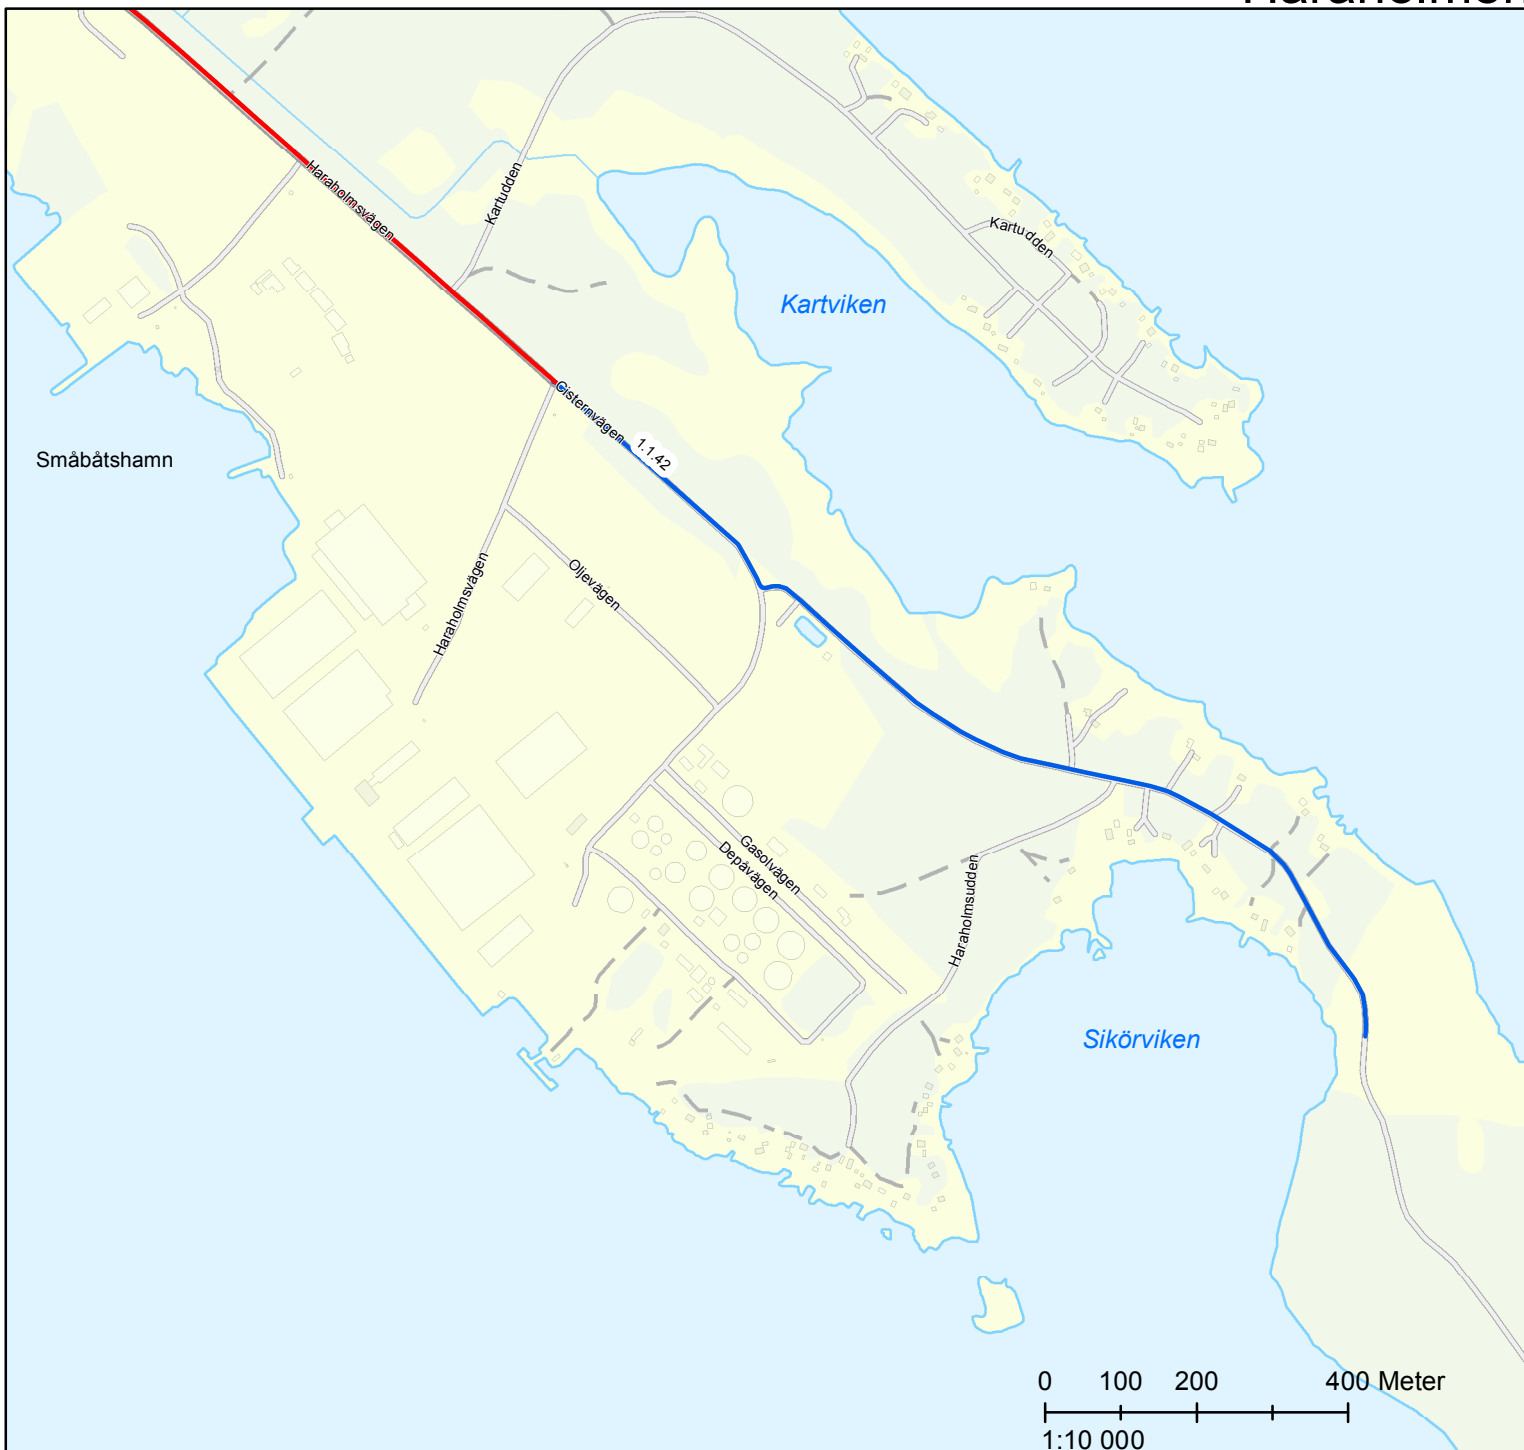 Haraholmsvägen
Kartudden
Kartudden
Kartviken
Cisternvägen
1.1.42
Småbåtshamn
Haraholmsvägen
Oljevägen
Gasolvägen
Depåvägen
Haraholmsudden
Sikörviken
0 100 200 400 Meter
1:10 000